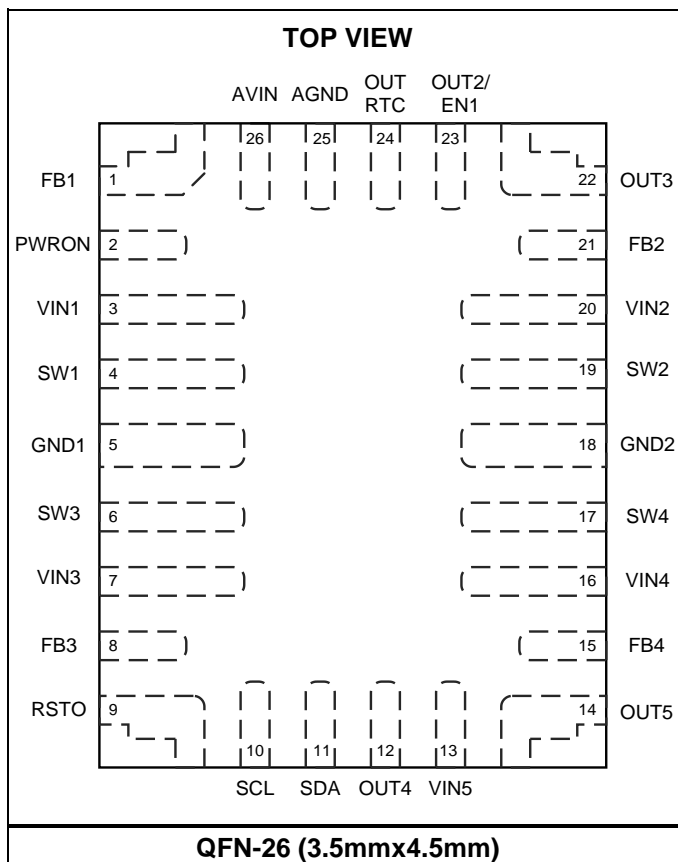 TOP VIEW
AVIN AGND OUT RTC OUT2/ EN1
26 25 24 23
FB1 1 22 OUT3
PWRON 2 21 FB2
VIN1 3 20 VIN2
SW1 4 19 SW2
GND1 5 18 GND2
SW3 6 17 SW4
VIN3 7 16 VIN4
FB3 8 15 FB4
RSTO 9 14 OUT5
10 11 12 13
SCL SDA OUT4 VIN5
QFN-26 (3.5mmx4.5mm)